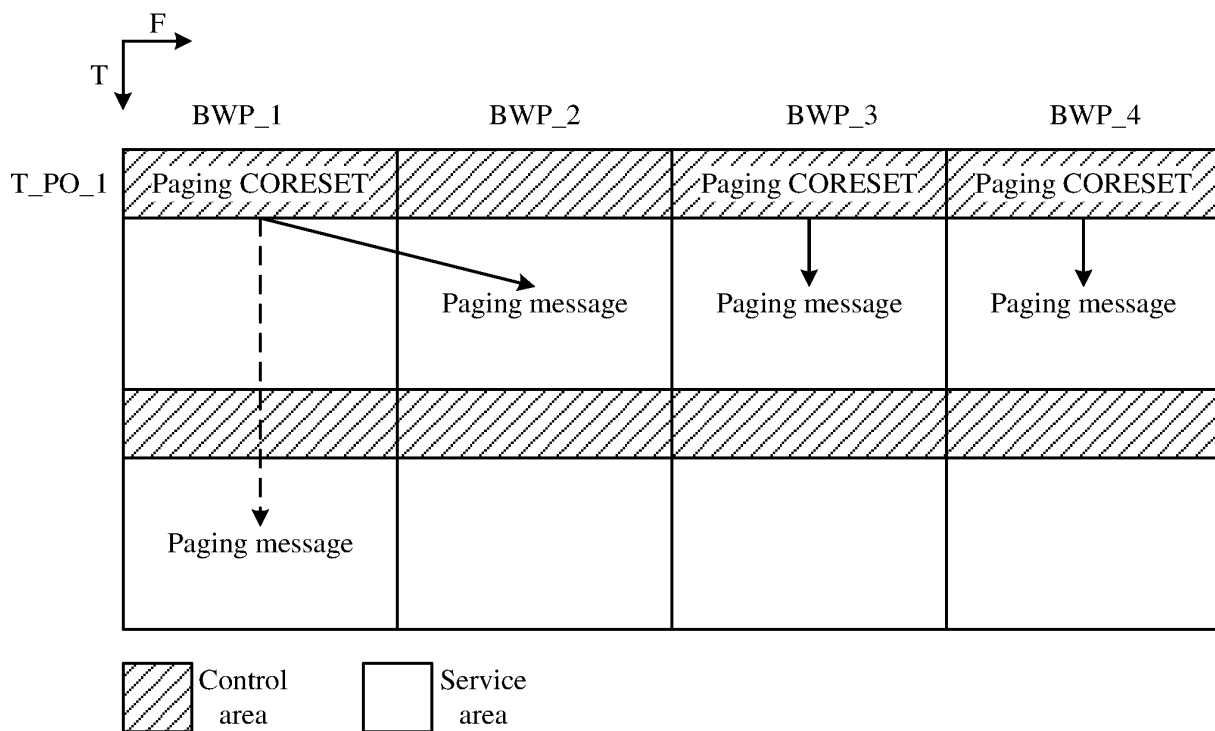 F
T
BWP_1 BWP_2 BWP_3 BWP_4
T_PO_1 Paging CORESET Paging CORESET Paging CORESET
Paging message Paging message Paging message
Paging message
Control area
Service area